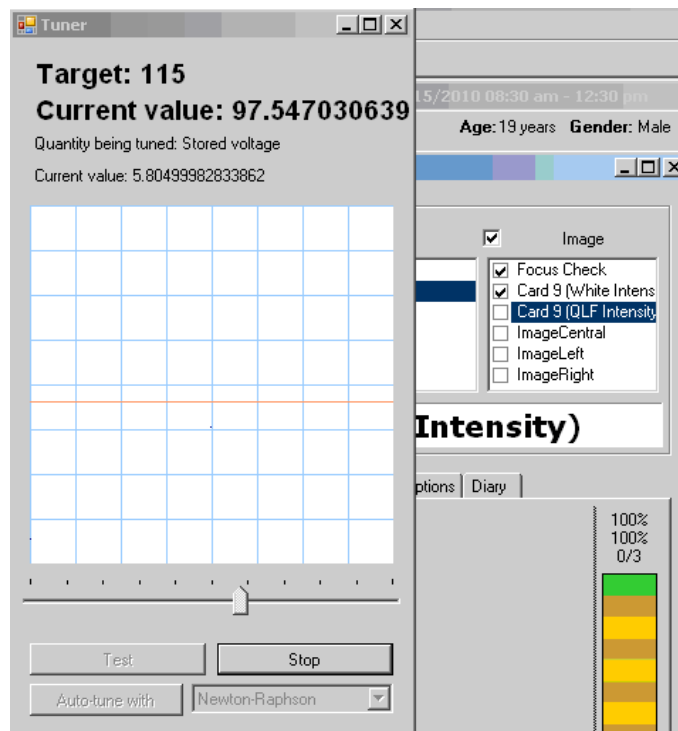 Tuner
Target: 115
Current value: 97.547030639
Quantity being tuned: Stored voltage
Current value: 5.80499982833862
Test
Stop
Auto-tune with
Newton-Raphson
15/2010 08:30 am - 12:30 pm
Age: 19 years Gender: Male
Image
Focus Check
Card 9 (White Intens
Card 9 (QLF Intensity
ImageCentral
ImageLeft
ImageRight
Intensity)
ptions
Diary
100%
100%
0/3